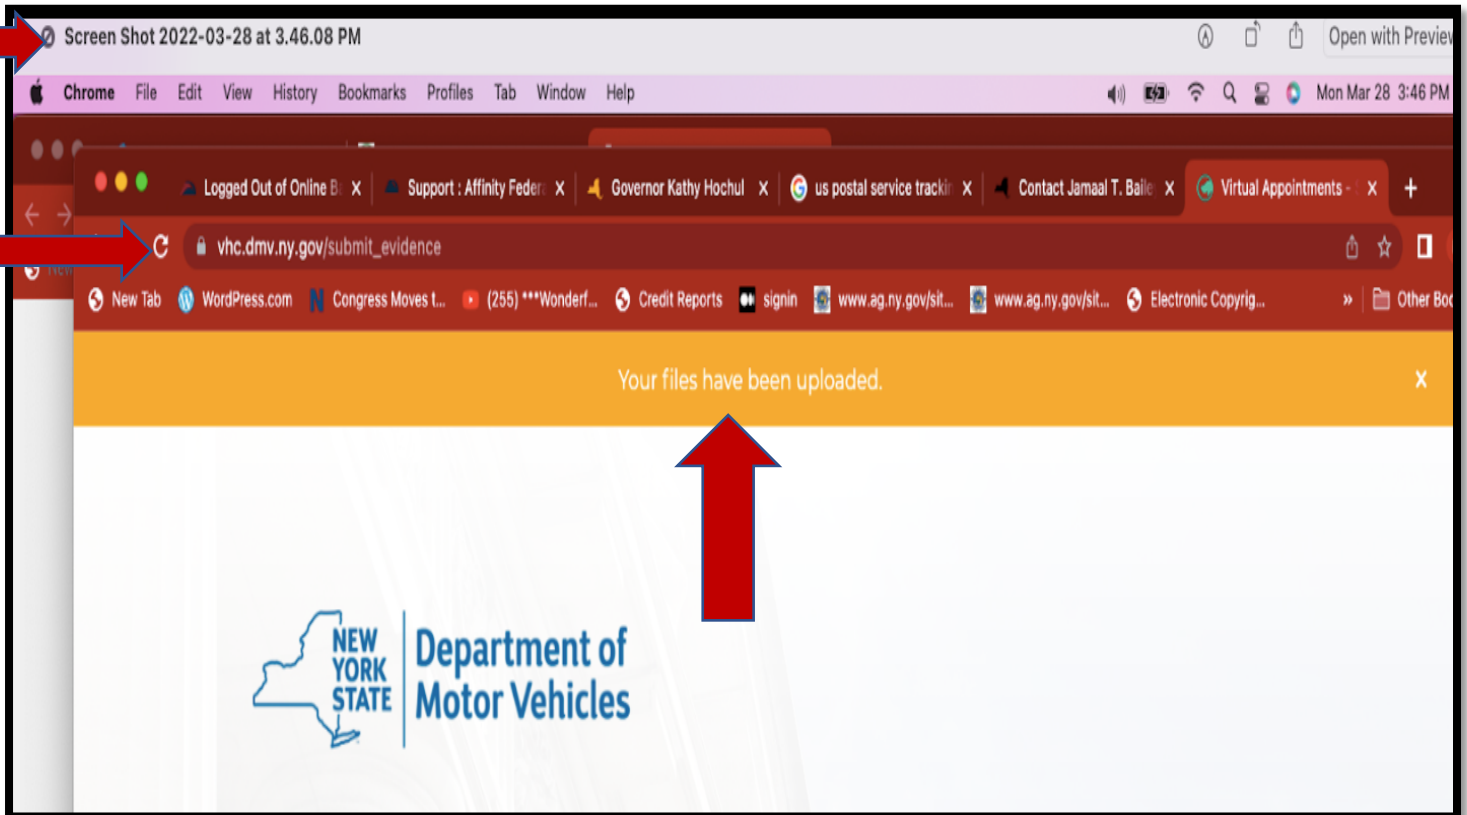 Screen Shot 2022-03-28 at 3.46.08 PM
Open with Preview
Chrome File Edit View History Bookmarks Profiles Tab Window Help
Mon Mar 28 3:46 PM
Logged Out of Online B
Support : Affinity Feder
Governor Kathy Hochul
us postal service trackin
Contact Jamaal T. Baile
Virtual Appointments -
vhc.dmv.ny.gov/submit_evidence
New Tab
WordPress.com
Congress Moves t...
(255) ***Wonderf...
Credit Reports
signin
www.ag.ny.gov/sit...
www.ag.ny.gov/sit...
Electronic Copyrig...
»
Other Boo
Your files have been uploaded.
NEW
YORK
STATE
Department of
Motor Vehicles